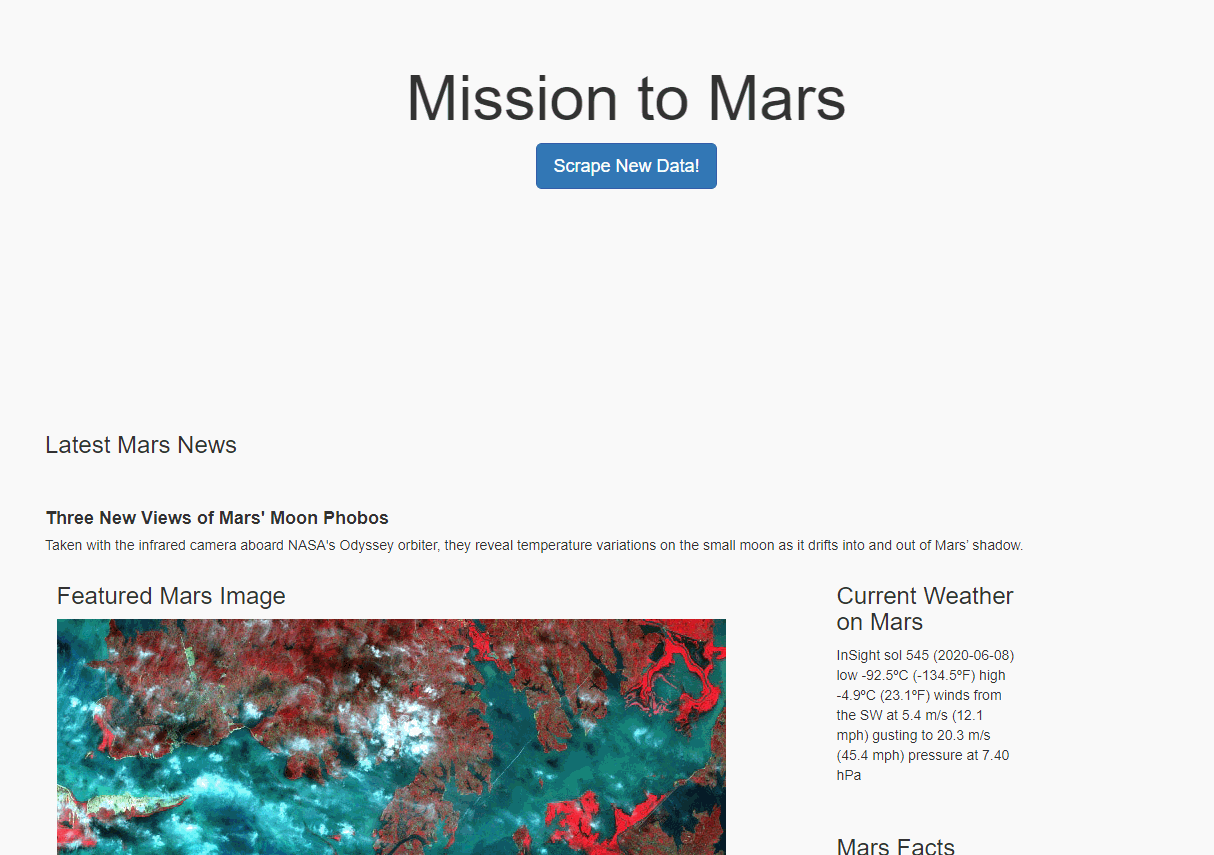 Mission to Mars
Scrape New Data!
Latest Mars News
Three New Views of Mars' Moon Phobos
Taken with the infrared camera aboard NASA's Odyssey orbiter, they reveal temperature variations on the small moon as it drifts into and out of Mars’ shadow.
Featured Mars Image
Current Weather
on Mars
InSight sol 545 (2020-06-08)
low -92.5ºC (-134.5ºF) high
-4.9ºC (23.1ºF) winds from
the SW at 5.4 m/s (12.1
mph) gusting to 20.3 m/s
(45.4 mph) pressure at 7.40
hPa
Mars Facts